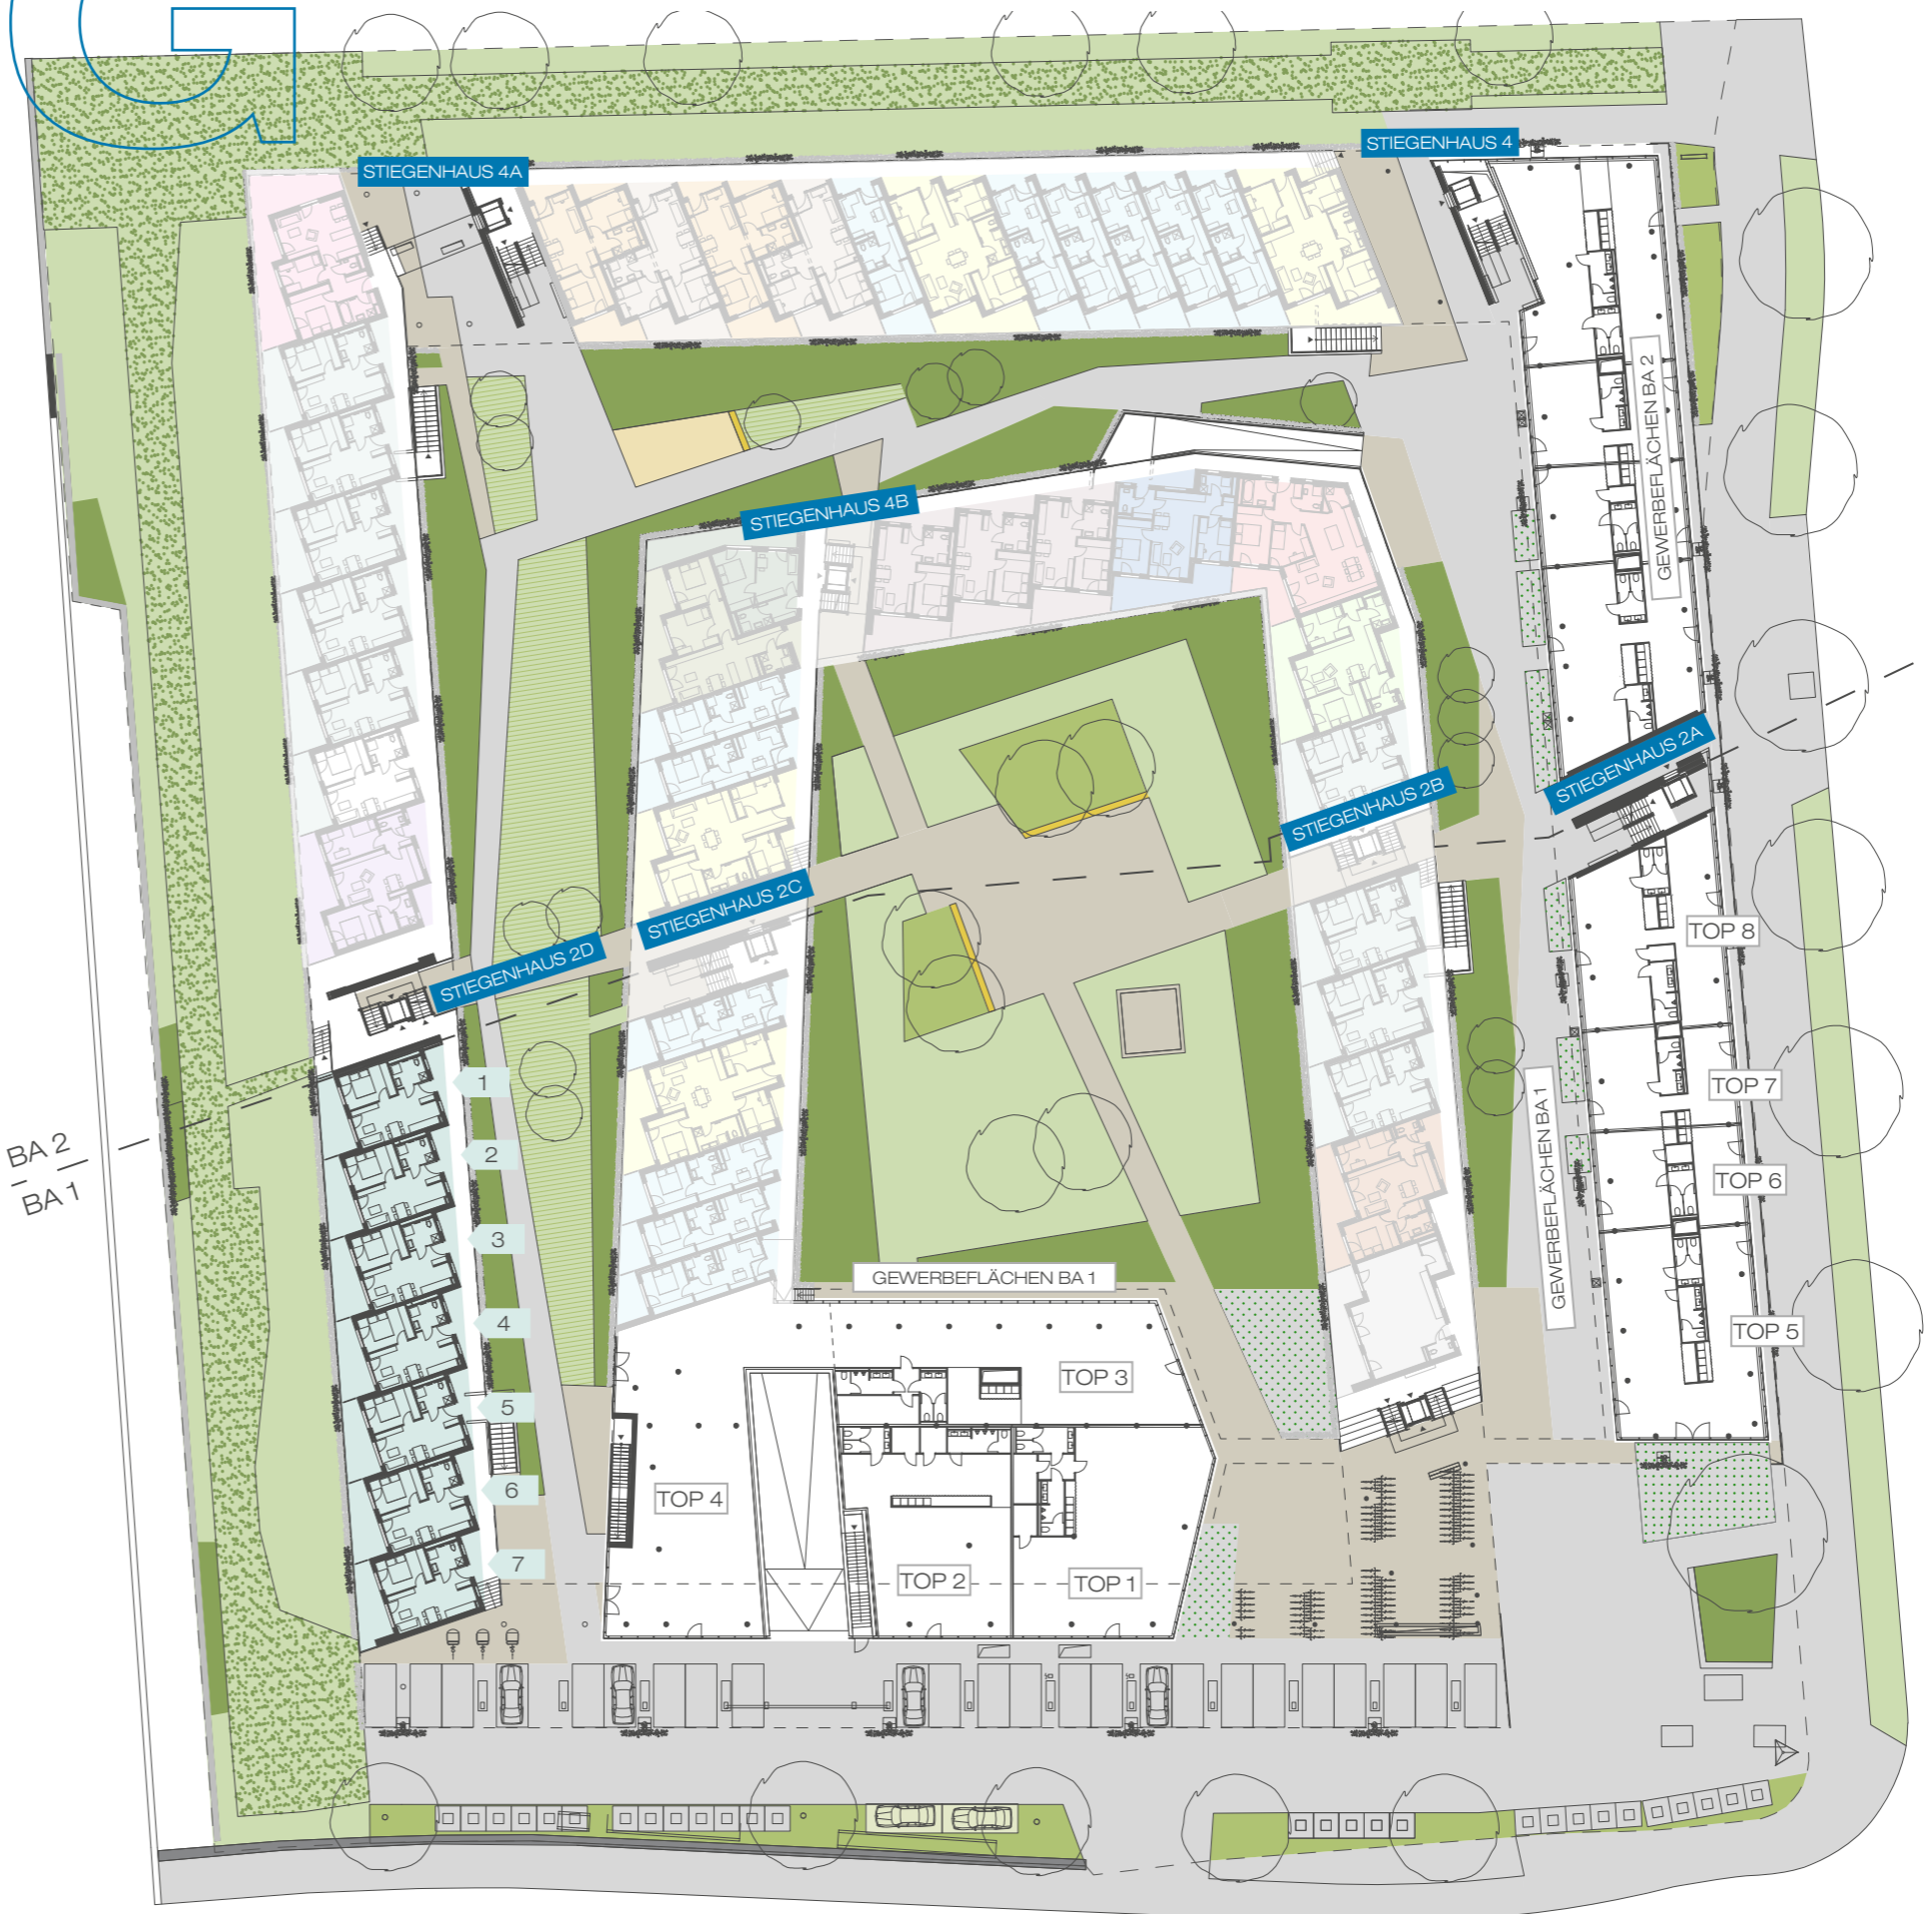 G
STIEGENHAUS 4A
STIEGENHAUS 4
GEWERBEFLÄCHEN BA 2
STIEGENHAUS 4B
STIEGENHAUS 2A
STIEGENHAUS 2B
STIEGENHAUS 2C
STIEGENHAUS 2D
TOP 8
BA 2
BA 1
1
2
3
4
5
6
7
TOP 7
TOP 6
GEWERBEFLÄCHEN BA 1
GEWERBEFLÄCHEN BA 1
TOP 5
TOP 3
TOP 4
TOP 2
TOP 1